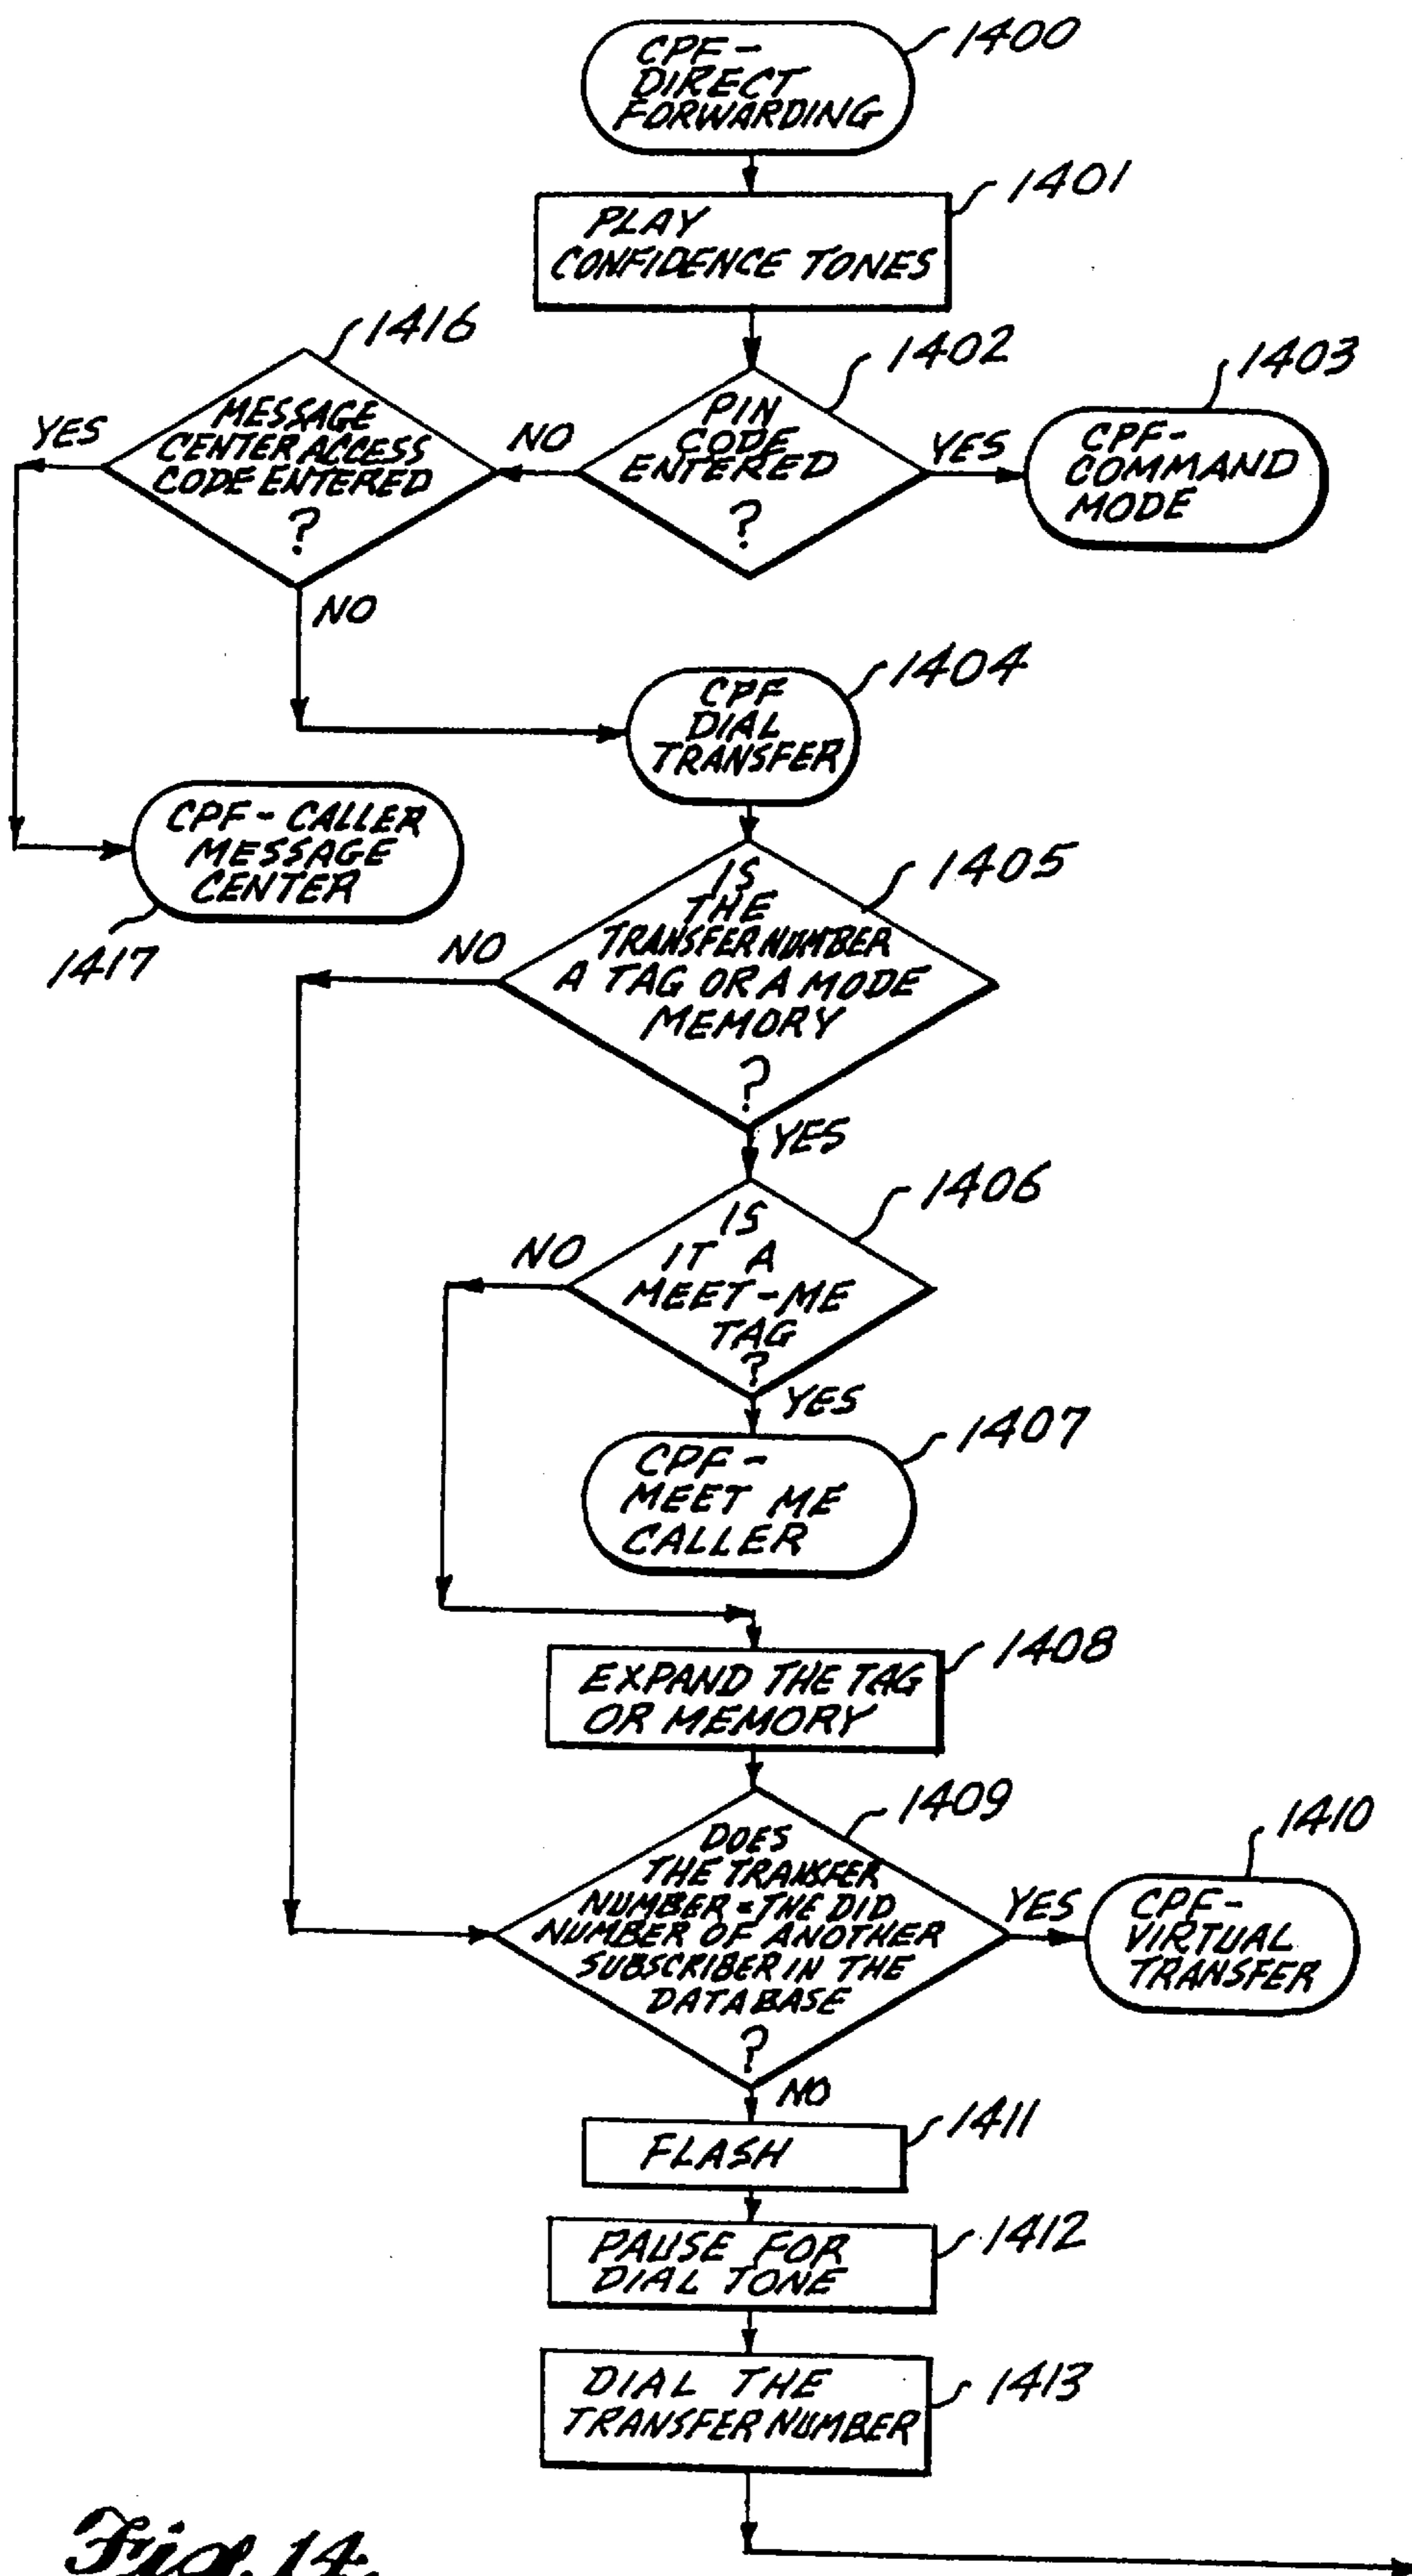 CPF-
DIRECT
FORWARDING
1400
PLAY
CONFIDENCE TONES
1401
1416
MESSAGE
CENTER ACCESS
CODE ENTERED
?
YES
NO
1402
PIN
CODE
ENTERED
?
NO
YES
1403
CPF-
COMMAND
MODE
1404
CPF
DIAL
TRANSFER
CPF-CALLER
MESSAGE
CENTER
1417
1405
IS
THE
TRANSFER NUMBER
A TAG OR A MODE
MEMORY
?
NO
YES
1406
IS
IT A
MEET-ME
TAG
?
NO
YES
1407
CPF-
MEET ME
CALLER
1408
EXPAND THE TAG
OR MEMORY
1409
DOES
THE TRANSFER
NUMBER = THE DID
NUMBER OF ANOTHER
SUBSCRIBER IN THE
DATABASE
?
YES
NO
1410
CPF-
VIRTUAL
TRANSFER
1411
FLASH
1412
PAUSE FOR
DIAL TONE
1413
DIAL THE
TRANSFER NUMBER
Fig. 14.